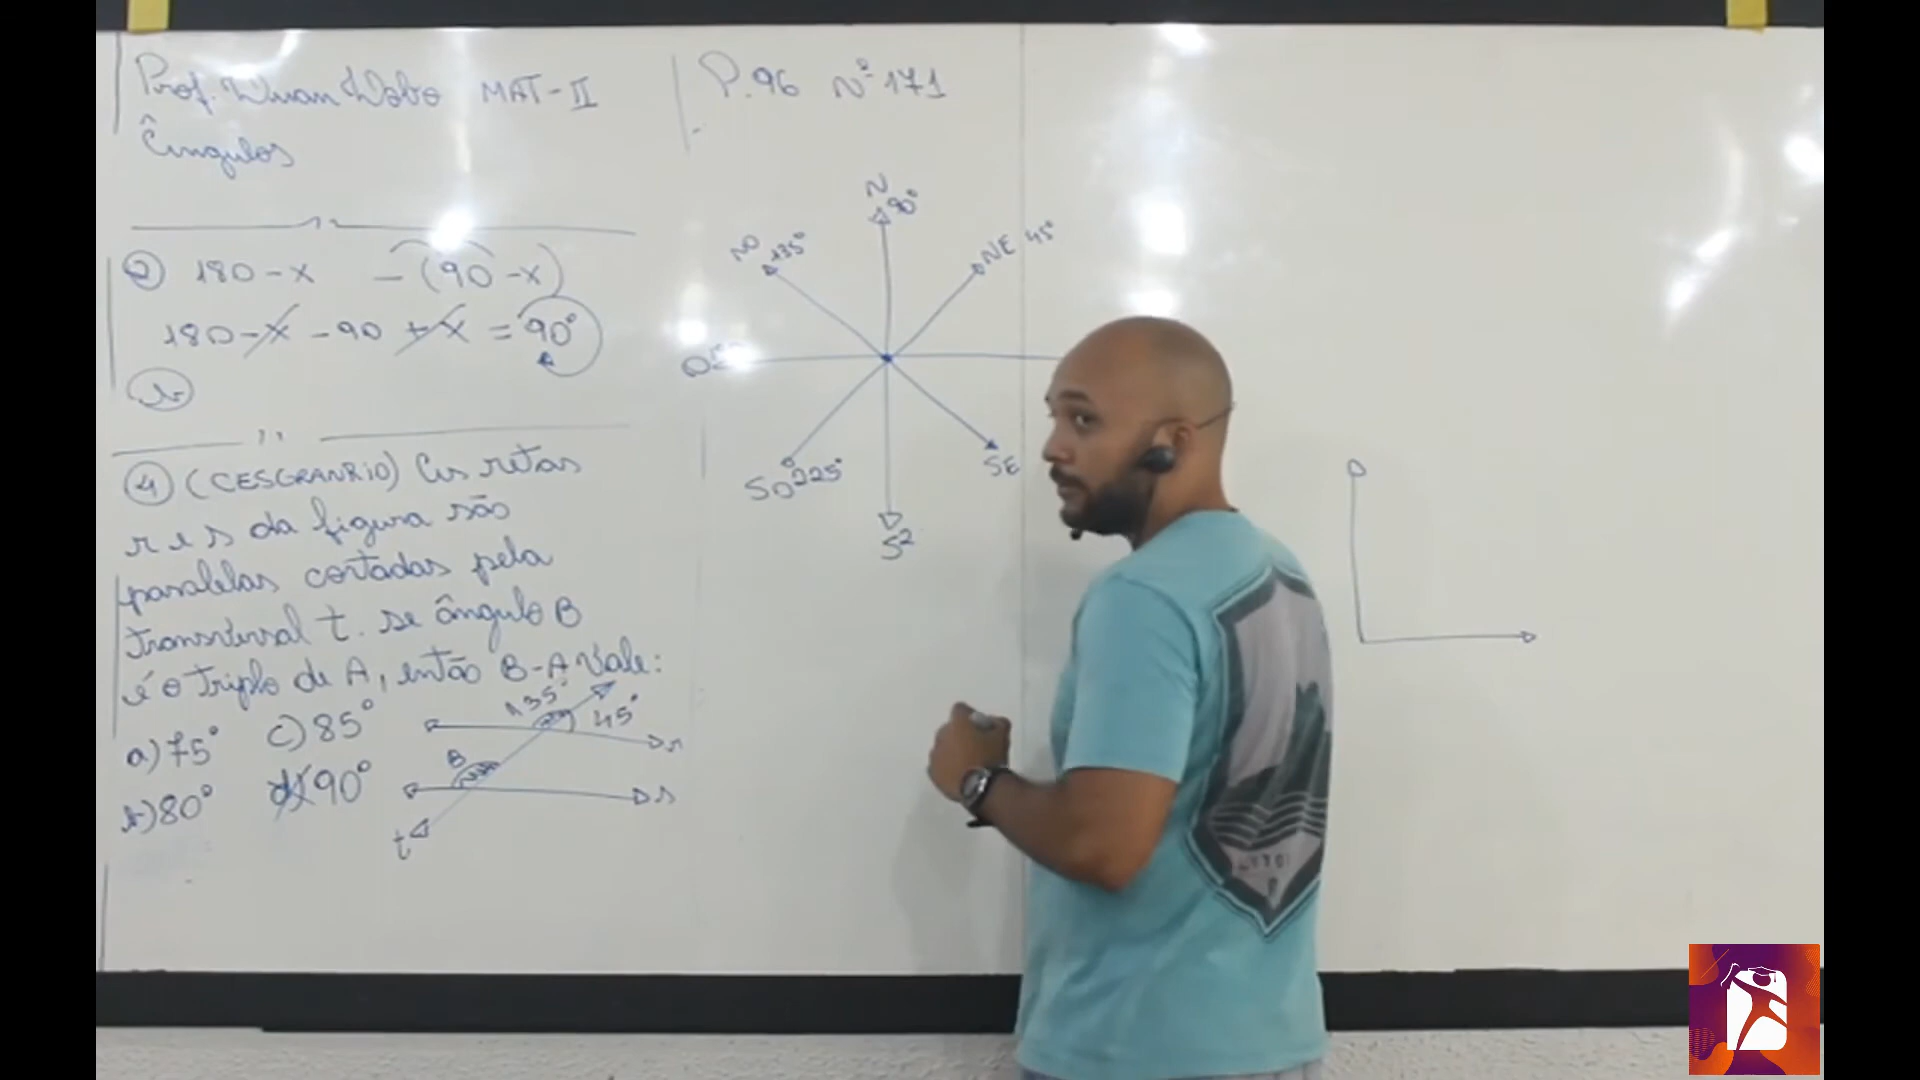 Prof. Luan Lobo MAT-II
Ângulos
P.96 Nº 171
2 180-x -(90-x)
180-x-90+x=90°
b
4 (CESGRANRIO) As retas
r e s da figura são
paralelas cortadas pela
transversal t. se ângulo B
é o triplo de A, então B-A vale:
a) 75° c) 85°
b) 80° d) 90°
135° 45°
r
B
s
t
N
90°
NO 135°
NE 45°
O
SO 225°
SE
S